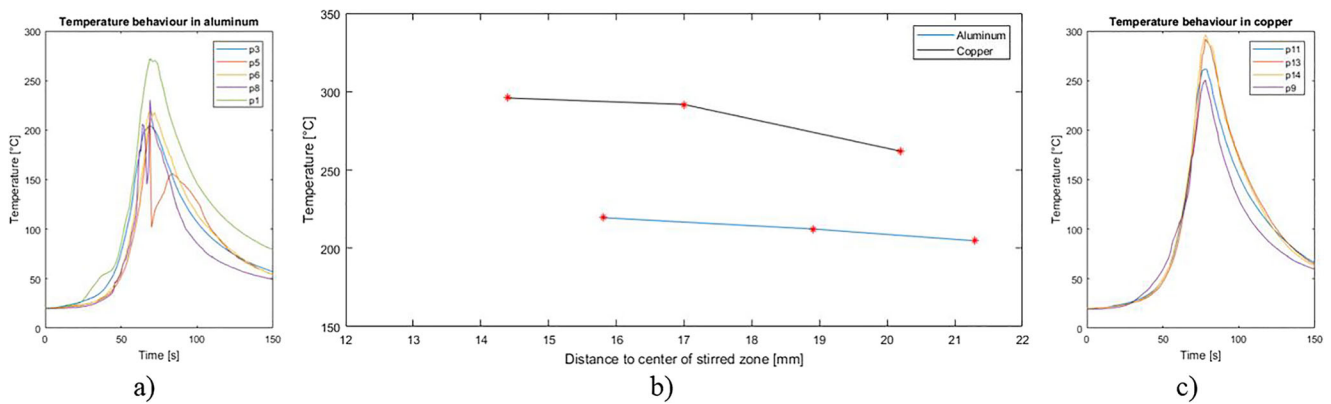 Temperature behaviour in aluminum
p3
p5
p6
p8
p1
300
250
200
150
100
50
0
Temperature [°C]
0 50 100 150
Time [s]
a)
350
300
250
200
150
Temperature [°C]
Aluminum
Copper
12 13 14 15 16 17 18 19 20 21 22
Distance to center of stirred zone [mm]
b)
Temperature behaviour in copper
p11
p13
p14
p9
300
250
200
150
100
50
0
Temperature [°C]
0 50 100 150
Time [s]
c)